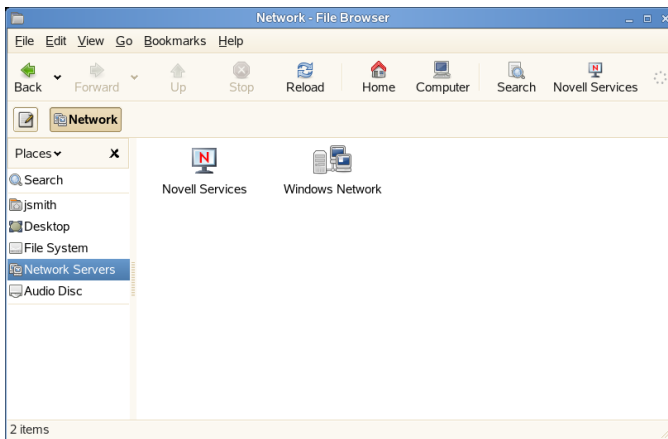 Network - File Browser
File Edit View Go Bookmarks Help
Back Forward Up Stop Reload Home Computer Search Novell Services
Network
Places
Search
jsmith
Desktop
File System
Network Servers
Audio Disc
N
Novell Services
Windows Network
2 items